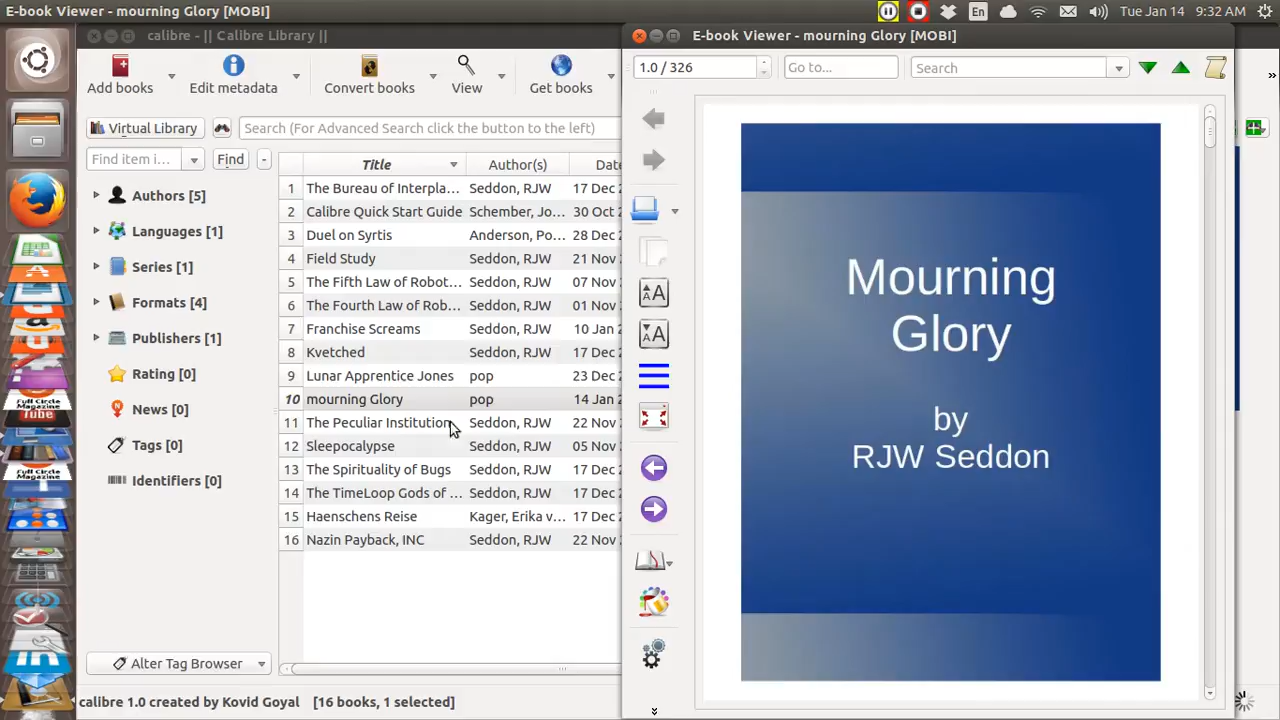 E-book Viewer - mourning Glory [MOBI]
En
Tue Jan 14
9:32 AM
calibre - || Calibre Library ||
Add books
Edit metadata
Convert books
View
Get books
Virtual Library
Search (For Advanced Search click the button to the left)
Find item i...
Find
-
Authors [5]
Languages [1]
Series [1]
Formats [4]
Publishers [1]
Rating [0]
News [0]
Tags [0]
Identifiers [0]
Alter Tag Browser
Title Author(s) Date
1 The Bureau of Interpla... Seddon, RJW 17 Dec 2
2 Calibre Quick Start Guide Schember, Jo... 30 Oct 2
3 Duel on Syrtis Anderson, Po... 28 Dec 2
4 Field Study Seddon, RJW 21 Nov
5 The Fifth Law of Robot... Seddon, RJW 07 Nov
6 The Fourth Law of Rob... Seddon, RJW 01 Nov
7 Franchise Screams Seddon, RJW 10 Jan 2
8 Kvetched Seddon, RJW 17 Dec 2
9 Lunar Apprentice Jones pop 23 Dec 2
10 mourning Glory pop 14 Jan 2
11 The Peculiar Institution Seddon, RJW 22 Nov
12 Sleepocalypse Seddon, RJW 05 Nov
13 The Spirituality of Bugs Seddon, RJW 17 Dec 2
14 The TimeLoop Gods of ... Seddon, RJW 17 Dec 2
15 Haenschens Reise Kager, Erika v... 17 Dec 2
16 Nazin Payback, INC Seddon, RJW 22 Nov
calibre 1.0 created by Kovid Goyal [16 books, 1 selected]
E-book Viewer - mourning Glory [MOBI]
1.0 / 326
Go to...
Search
Mourning
Glory
by
RJW Seddon